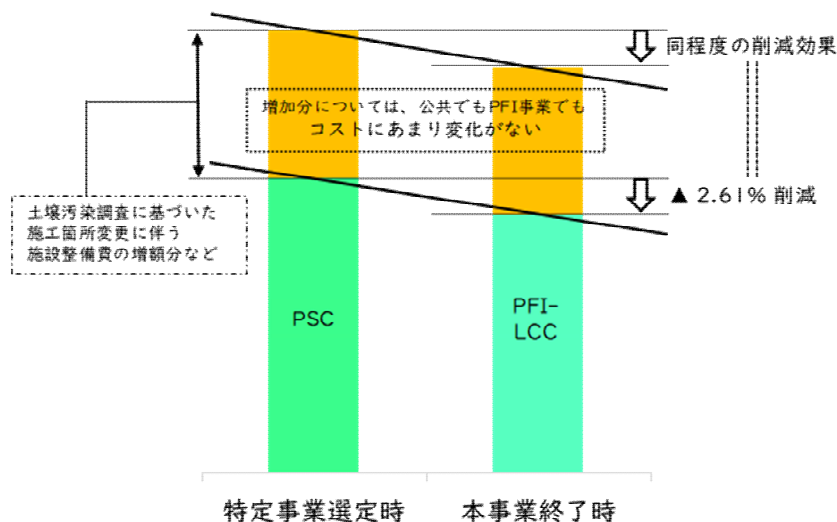 同程度の削減効果
増加分については、公共でもPFI事業でも
コストにあまり変化がない
▲ 2.61% 削減
土壌汚染調査に基づいた
施工箇所変更に伴う
施設整備費の増額分など
PSC
PFI-
LCC
特定事業選定時
本事業終了時